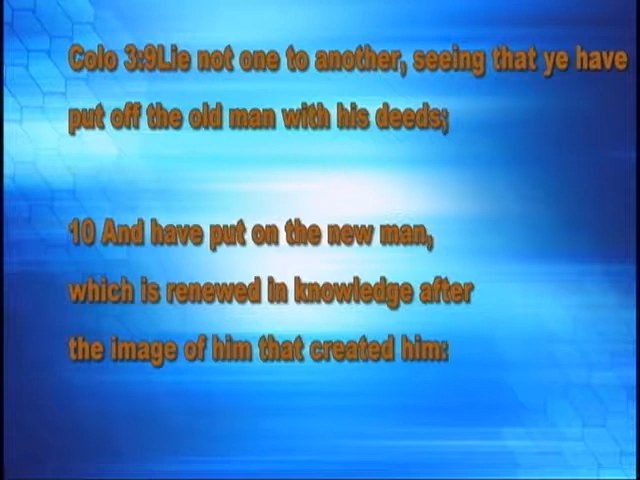 Colo 3:9Lie not one to another, seeing that ye have
put off the old man with his deeds;
10 And have put on the new man,
which is renewed in knowledge after
the image of him that created him: